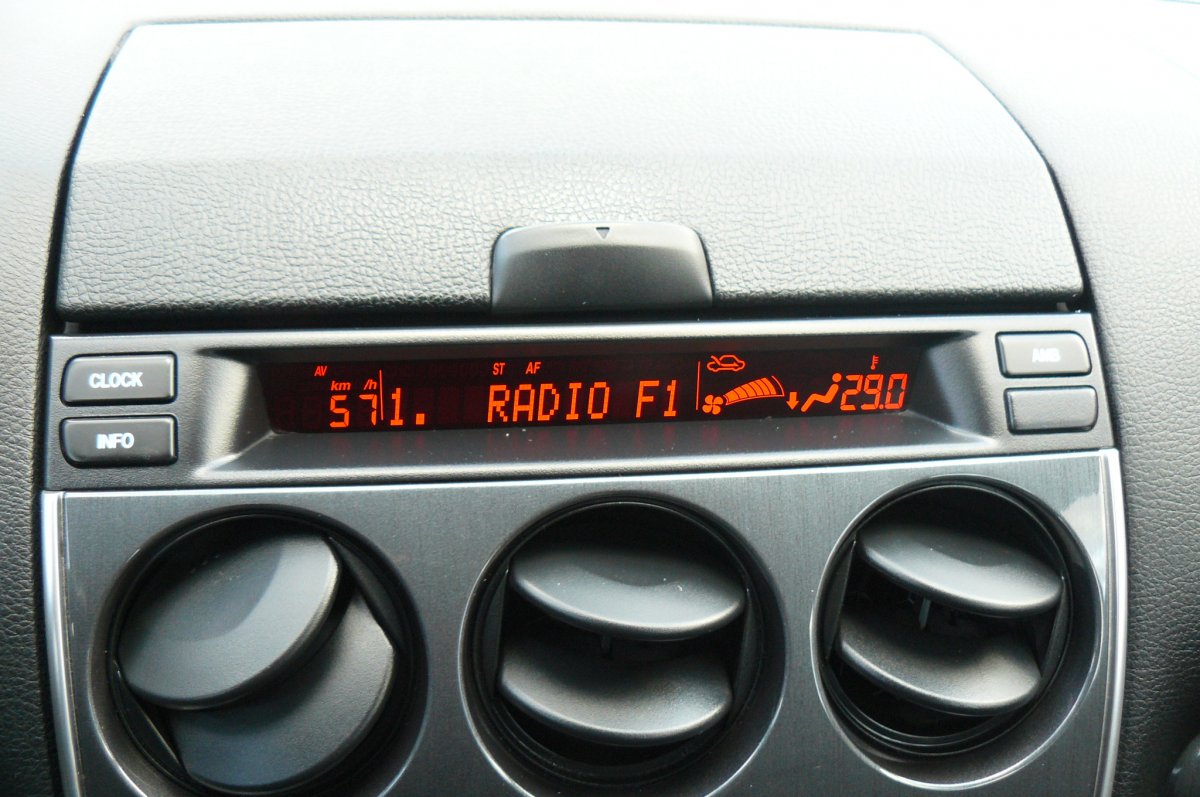 CLOCK
INFO
AV
km/h
57
ST AF
1. RADIO F1
29.0
AMB